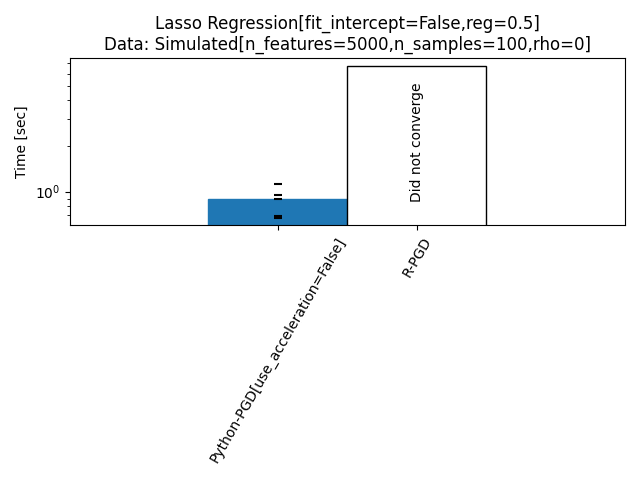 Lasso Regression[fit_intercept=False,reg=0.5]
Data: Simulated[n_features=5000,n_samples=100,rho=0]
Time [sec]
10⁰
Did not converge
Python-PGD[use_acceleration=False]
R-PGD